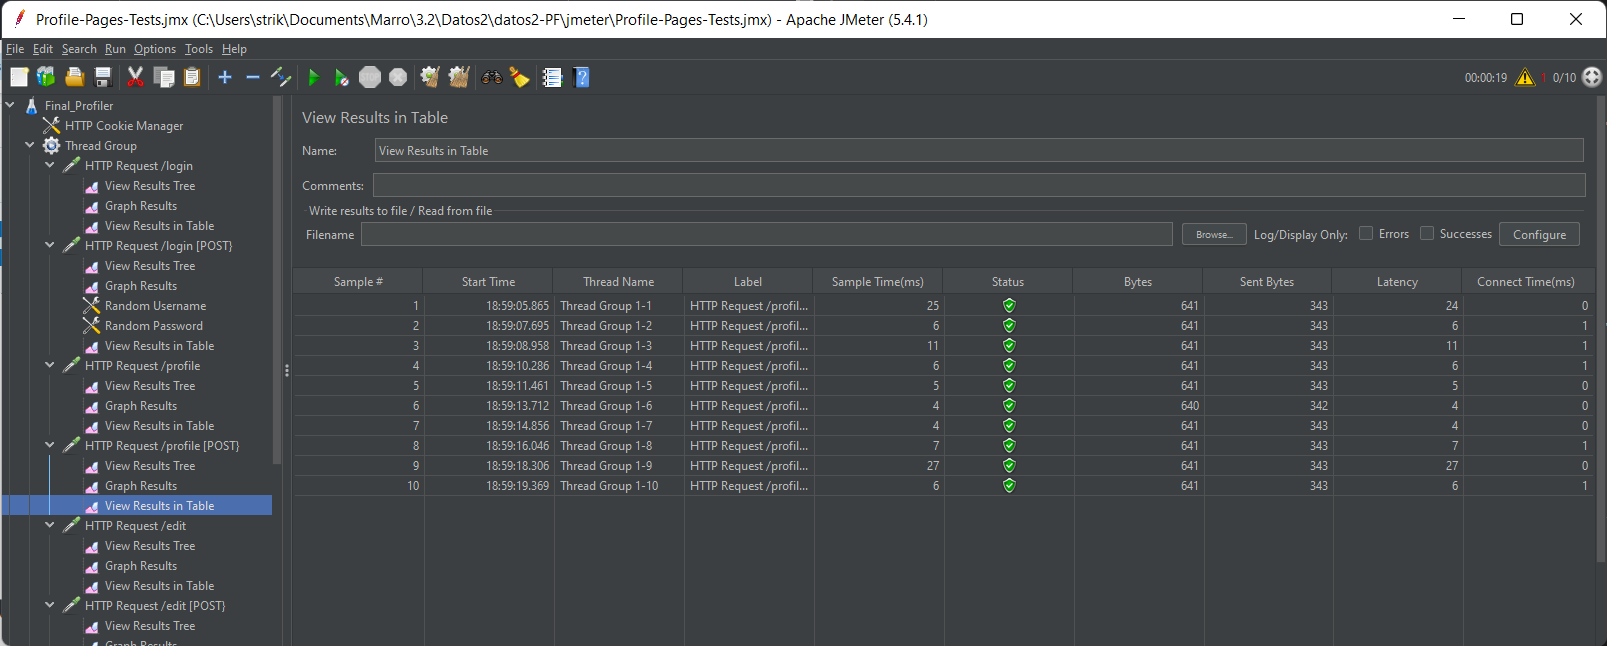 Profile-Pages-Tests.jmx (C:\Users\strik\Documents\Marro\3.2\Datos2\datos2-PF\jmeter\Profile-Pages-Tests.jmx) - Apache JMeter (5.4.1)
File Edit Search Run Options Tools Help
STOP
00:00:19 1 0/10
Final_Profiler
HTTP Cookie Manager
Thread Group
HTTP Request /login
View Results Tree
Graph Results
View Results in Table
HTTP Request /login [POST}
View Results Tree
Graph Results
Random Username
Random Password
View Results in Table
HTTP Request /profile
View Results Tree
Graph Results
View Results in Table
HTTP Request /profile [POST}
View Results Tree
Graph Results
View Results in Table
HTTP Request /edit
View Results Tree
Graph Results
View Results in Table
HTTP Request /edit [POST}
View Results Tree
Graph Results
View Results in Table
Name: View Results in Table
Comments:
Write results to file / Read from file
Filename Browse... Log/Display Only: Errors Successes Configure
Sample # Start Time Thread Name Label Sample Time(ms) Status Bytes Sent Bytes Latency Connect Time(ms)
1 18:59:05.865 Thread Group 1-1 HTTP Request /profil... 25 641 343 24 0
2 18:59:07.695 Thread Group 1-2 HTTP Request /profil... 6 641 343 6 1
3 18:59:08.958 Thread Group 1-3 HTTP Request /profil... 11 641 343 11 1
4 18:59:10.286 Thread Group 1-4 HTTP Request /profil... 6 641 343 6 1
5 18:59:11.461 Thread Group 1-5 HTTP Request /profil... 5 641 343 5 0
6 18:59:13.712 Thread Group 1-6 HTTP Request /profil... 4 640 342 4 0
7 18:59:14.856 Thread Group 1-7 HTTP Request /profil... 4 641 343 4 0
8 18:59:16.046 Thread Group 1-8 HTTP Request /profil... 7 641 343 7 1
9 18:59:18.306 Thread Group 1-9 HTTP Request /profil... 27 641 343 27 0
10 18:59:19.369 Thread Group 1-10 HTTP Request /profil... 6 641 343 6 1